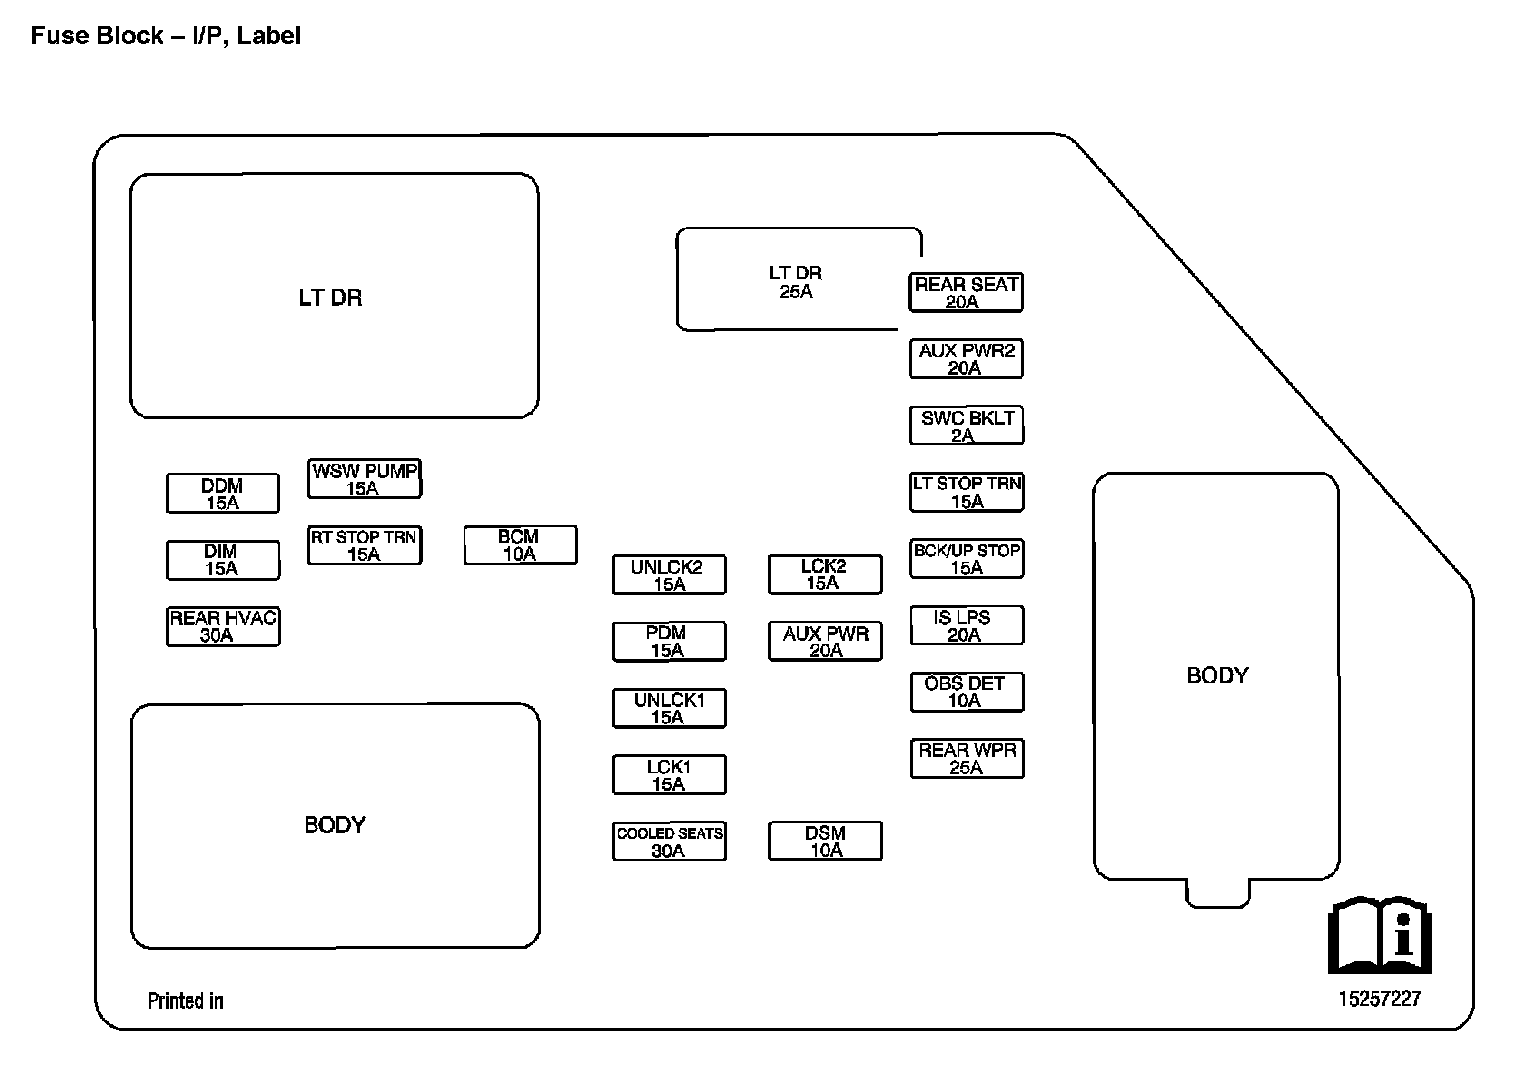 Fuse Block – I/P, Label
LT DR
LT DR
25A
REAR SEAT
20A
AUX PWR2
20A
SWC BKLT
2A
LT STOP TRN
15A
BCK/UP STOP
15A
IS LPS
20A
OBS DET
10A
REAR WPR
25A
DDM
15A
DIM
15A
REAR HVAC
30A
WSW PUMP
15A
RT STOP TRN
15A
BCM
10A
UNLCK2
15A
PDM
15A
UNLCK1
15A
LCK1
15A
COOLED SEATS
30A
LCK2
15A
AUX PWR
20A
DSM
10A
BODY
BODY
Printed in
i
15257227